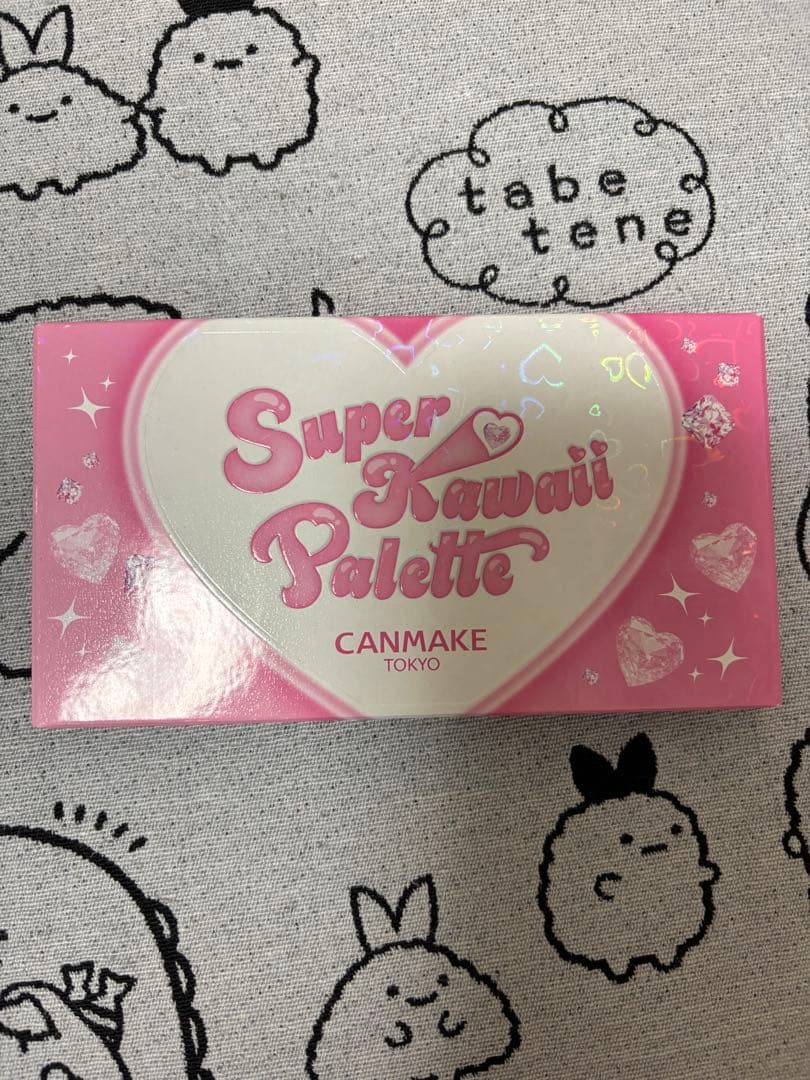 tabe
tene
Super
Kawaii
Palette
CANMAKE
TOKYO